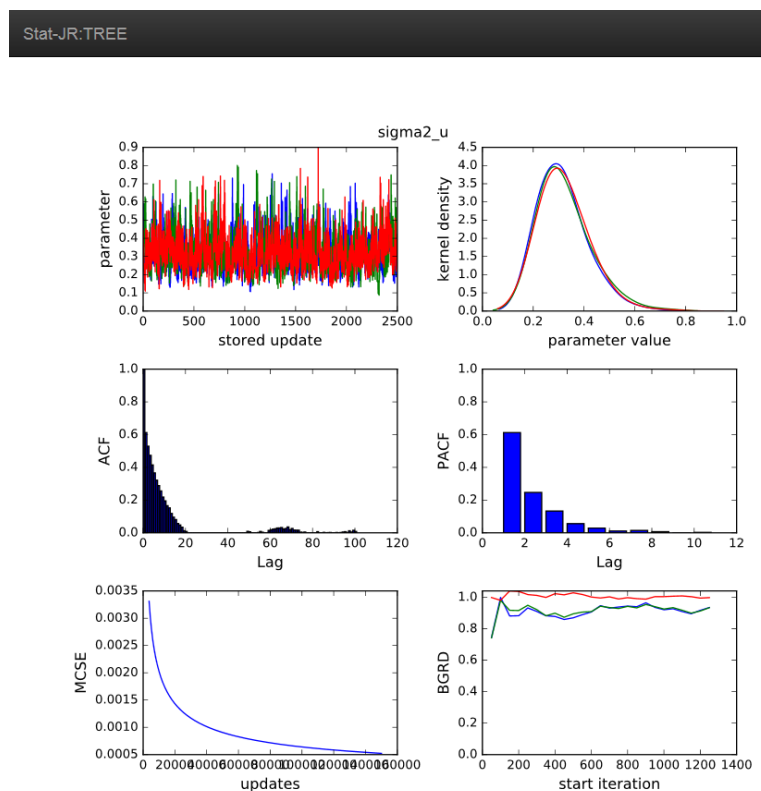 Stat-JR:TREE
sigma2_u
0.9
0.8
0.7
0.6
0.5
0.4
0.3
0.2
0.1
0.0
parameter
0 500 1000 1500 2000 2500
stored update
4.5
4.0
3.5
3.0
2.5
2.0
1.5
1.0
0.5
0.0
kernel density
0.0 0.2 0.4 0.6 0.8 1.0
parameter value
1.0
0.8
0.6
0.4
0.2
0.0
ACF
0 20 40 60 80 100 120
Lag
1.0
0.8
0.6
0.4
0.2
0.0
PACF
0 2 4 6 8 10 12
Lag
0.0035
0.0030
0.0025
0.0020
0.0015
0.0010
0.0005
MCSE
0 20000 40000 60000 80000 100000 120000 140000 160000
updates
1.0
0.8
0.6
0.4
0.2
0.0
BGRD
0 200 400 600 800 1000 1200 1400
start iteration